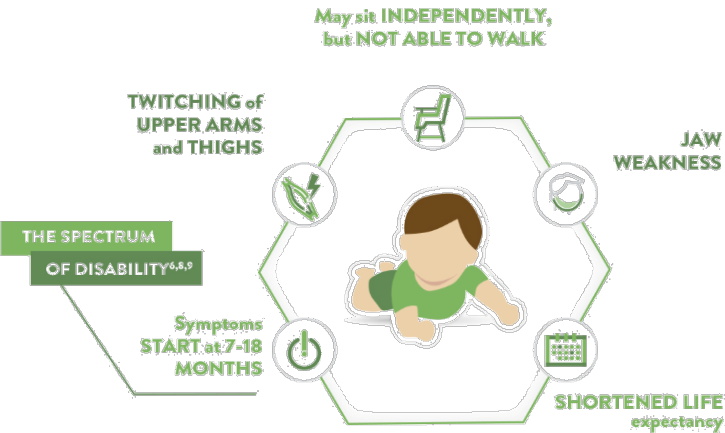 May sit INDEPENDENTLY,
but NOT ABLE TO WALK
TWITCHING of
UPPER ARMS
and THIGHS
JAW
WEAKNESS
THE SPECTRUM
OF DISABILITY6,8,9
Symptoms
START at 7-18
MONTHS
SHORTENED LIFE
expectancy